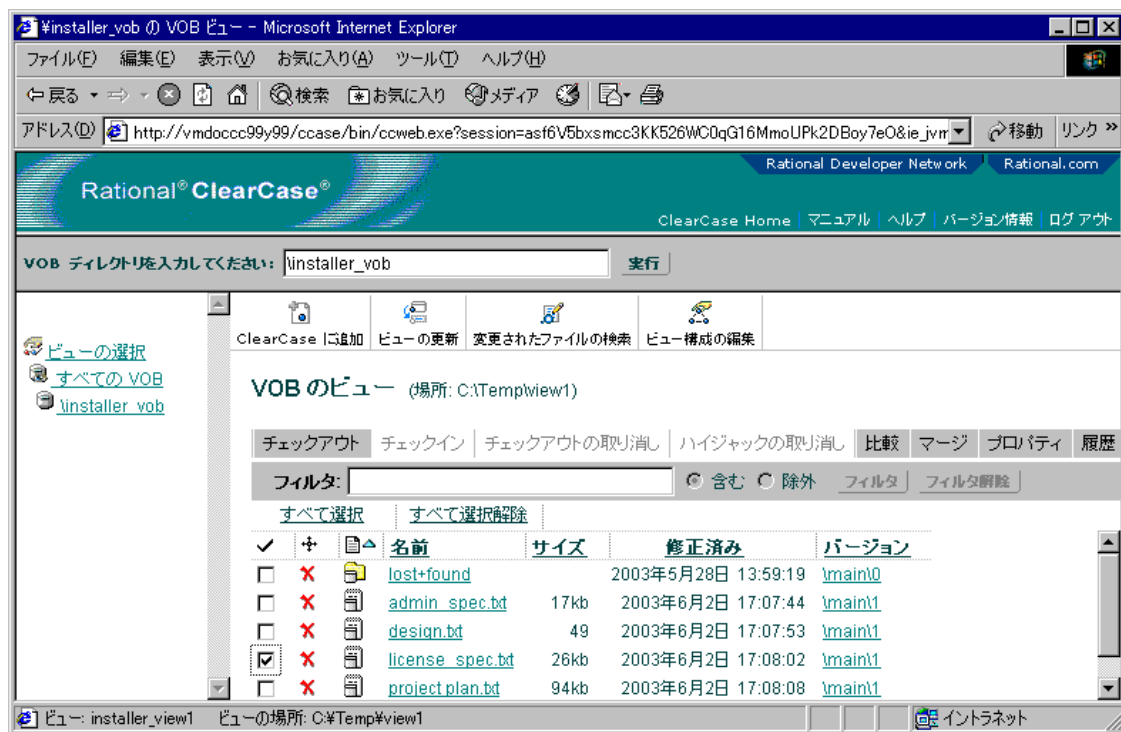 ¥installer_vob の VOB ビュー - Microsoft Internet Explorer
ファイル(F) 編集(E) 表示(V) お気に入り(A) ツール(T) ヘルプ(H)
戻る 検索 お気に入り メディア
アドレス(D) http://vmdoccc99y99/ccase/bin/ccweb.exe?session=asf6V5bxsmcc3KK526WC0qG16MmoUPk2DBoy7eO&ie_jvm 移動 リンク »
Rational Developer Network Rational.com
Rational® ClearCase®
ClearCase Home マニュアル ヘルプ バージョン情報 ログ アウト
VOB ディレクトリを入力してください: \installer_vob 実行
ClearCase に追加 ビューの更新 変更されたファイルの検索 ビュー構成の編集
ビューの選択
すべての VOB
\installer_vob
VOB のビュー (場所: C:\Temp\view1)
チェックアウト チェックイン チェックアウトの取り消し ハイジャックの取り消し 比較 マージ プロパティ 履歴
フィルタ: 含む 除外 フィルタ フィルタ解除
すべて選択 すべて選択解除
名前 サイズ 修正済み バージョン
lost+found 2003年5月28日 13:59:19 \main\0
admin_spec.txt 17kb 2003年6月2日 17:07:44 \main\1
design.txt 49 2003年6月2日 17:07:53 \main\1
license_spec.txt 26kb 2003年6月2日 17:08:02 \main\1
project plan.txt 94kb 2003年6月2日 17:08:08 \main\1
ビュー: installer_view1 ビューの場所: C:¥Temp¥view1 イントラネット